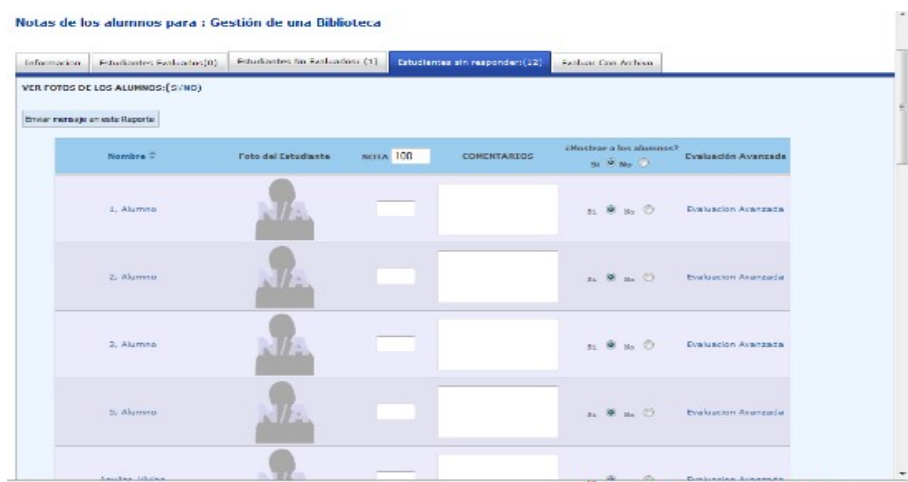 Notas de los alumnos para : Gestión de una Biblioteca
Informacion Estudiantes Evaluados(0) Estudiantes No Evaluados: (1) Estudiantes sin responder:(12) Evaluar Con Archivo
VER FOTOS DE LOS ALUMNOS:(SI/NO)
Enviar mensaje en este Reporte
Nombre Foto del Estudiante NOTA 100 COMENTARIOS ¿Mostrar a los alumnos? Evaluación Avanzada
Si No
1, Alumno N/A Si No Evaluacion Avanzada
2, Alumno N/A Si No Evaluacion Avanzada
3, Alumno N/A Si No Evaluacion Avanzada
5, Alumno N/A Si No Evaluacion Avanzada
N/A Evaluacion Avanzada